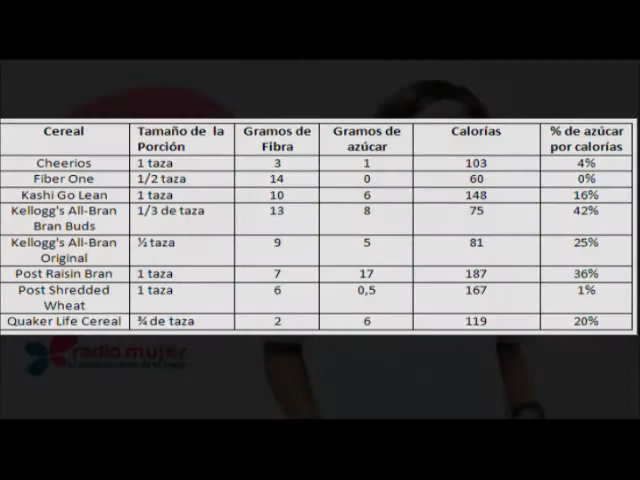 Cereal Tamaño de la Porción Gramos de Fibra Gramos de azúcar Calorías % de azúcar por calorías
Cheerios 1 taza 3 1 103 4%
Fiber One 1/2 taza 14 0 60 0%
Kashi Go Lean 1 taza 10 6 148 16%
Kellogg's All-Bran Bran Buds 1/3 de taza 13 8 75 42%
Kellogg's All-Bran Original ½ taza 9 5 81 25%
Post Raisin Bran 1 taza 7 17 187 36%
Post Shredded Wheat 1 taza 6 0,5 167 1%
Quaker Life Cereal ¾ de taza 2 6 119 20%
radio.mujer